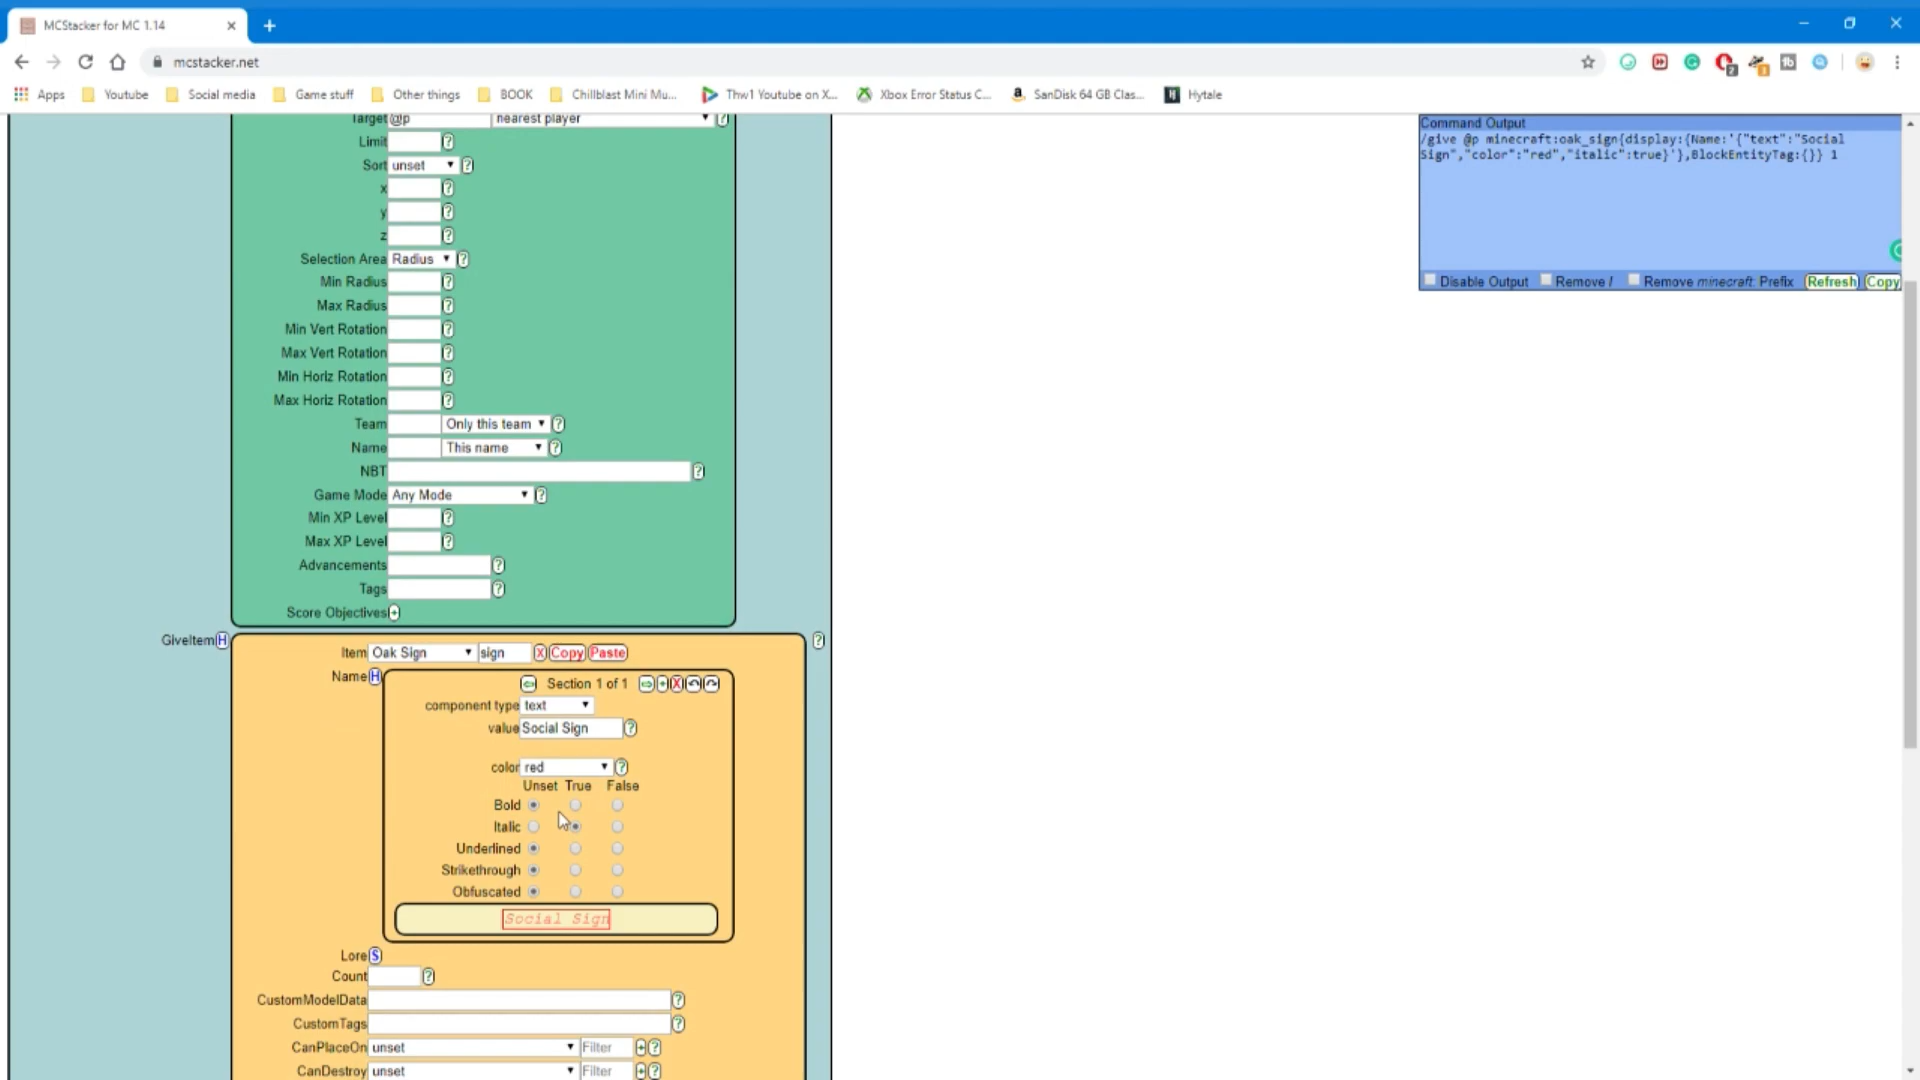 MCStacker for MC 1.14
mcstacker.net
Apps
Youtube
Social media
Game stuff
Other things
BOOK
Chillblast Mini Mu...
Thw1 Youtube on X...
Xbox Error Status C...
SanDisk 64 GB Clas...
Hytale
Target @p nearest player ?
Limit ?
Sort unset ?
x ?
y ?
z ?
Selection Area Radius ?
Min Radius ?
Max Radius ?
Min Vert Rotation ?
Max Vert Rotation ?
Min Horiz Rotation ?
Max Horiz Rotation ?
Team Only this team ?
Name This name ?
NBT ?
Game Mode Any Mode ?
Min XP Level ?
Max XP Level ?
Advancements ?
Tags ?
Score Objectives +
GiveItem H ?
Item Oak Sign sign X Copy Paste
Name H
Section 1 of 1 + X
component type text
value Social Sign ?
color red ?
Unset True False
Bold
Italic
Underlined
Strikethrough
Obfuscated
Social Sign
Lore S
Count ?
CustomModelData ?
CustomTags ?
CanPlaceOn unset Filter + ?
CanDestroy unset Filter + ?
Command Output
/give @p minecraft:oak_sign{display:{Name:'{"text":"Social
Sign","color":"red","italic":true}'},BlockEntityTag:{}} 1
Disable Output Remove / Remove minecraft: Prefix Refresh Copy